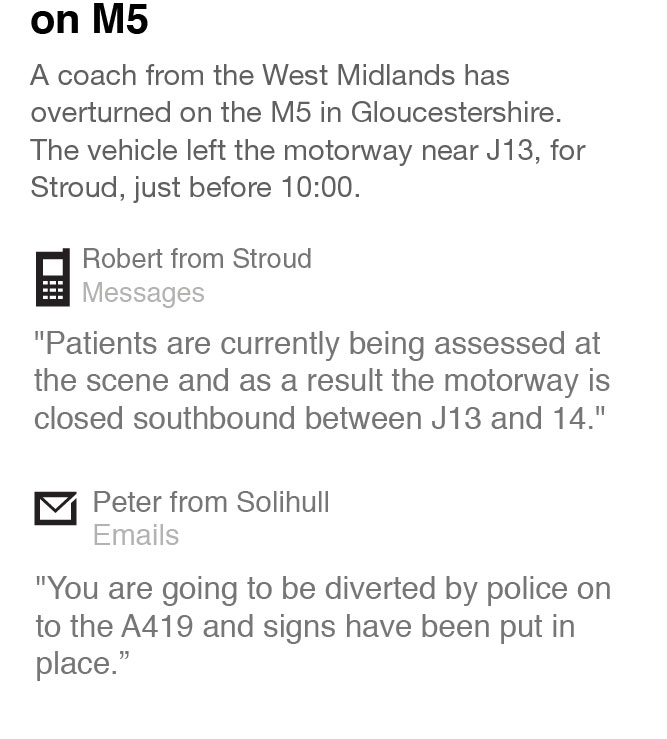 on M5
A coach from the West Midlands has
overturned on the M5 in Gloucestershire.
The vehicle left the motorway near J13, for
Stroud, just before 10:00.
Robert from Stroud
Messages
"Patients are currently being assessed at
the scene and as a result the motorway is
closed southbound between J13 and 14."
Peter from Solihull
Emails
"You are going to be diverted by police on
to the A419 and signs have been put in
place.”